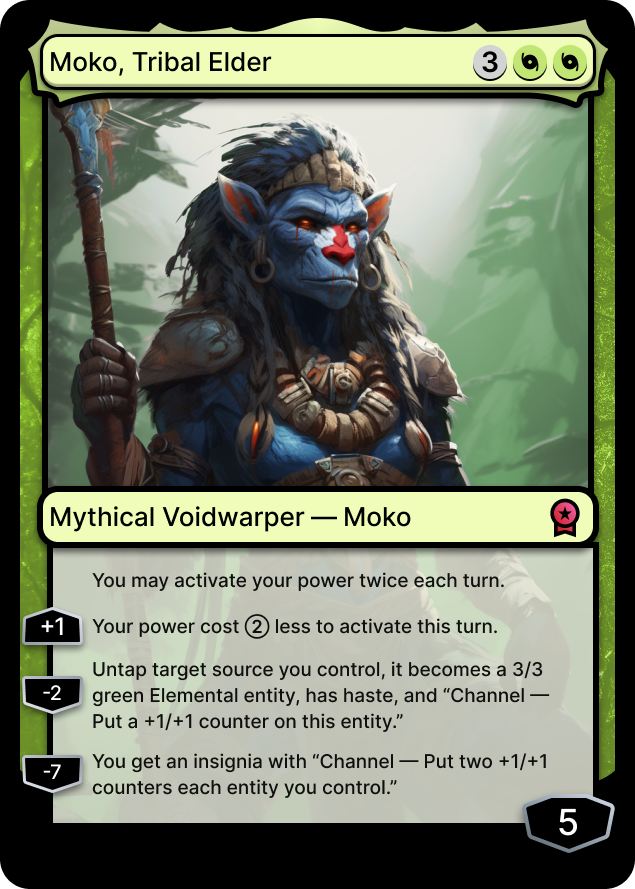 Moko, Tribal Elder 3
Mythical Voidwarper — Moko
You may activate your power twice each turn.
+1 Your power cost ② less to activate this turn.
Untap target source you control, it becomes a 3/3
-2 green Elemental entity, has haste, and “Channel —
Put a +1/+1 counter on this entity.”
-7 You get an insignia with “Channel — Put two +1/+1
counters each entity you control.”
5